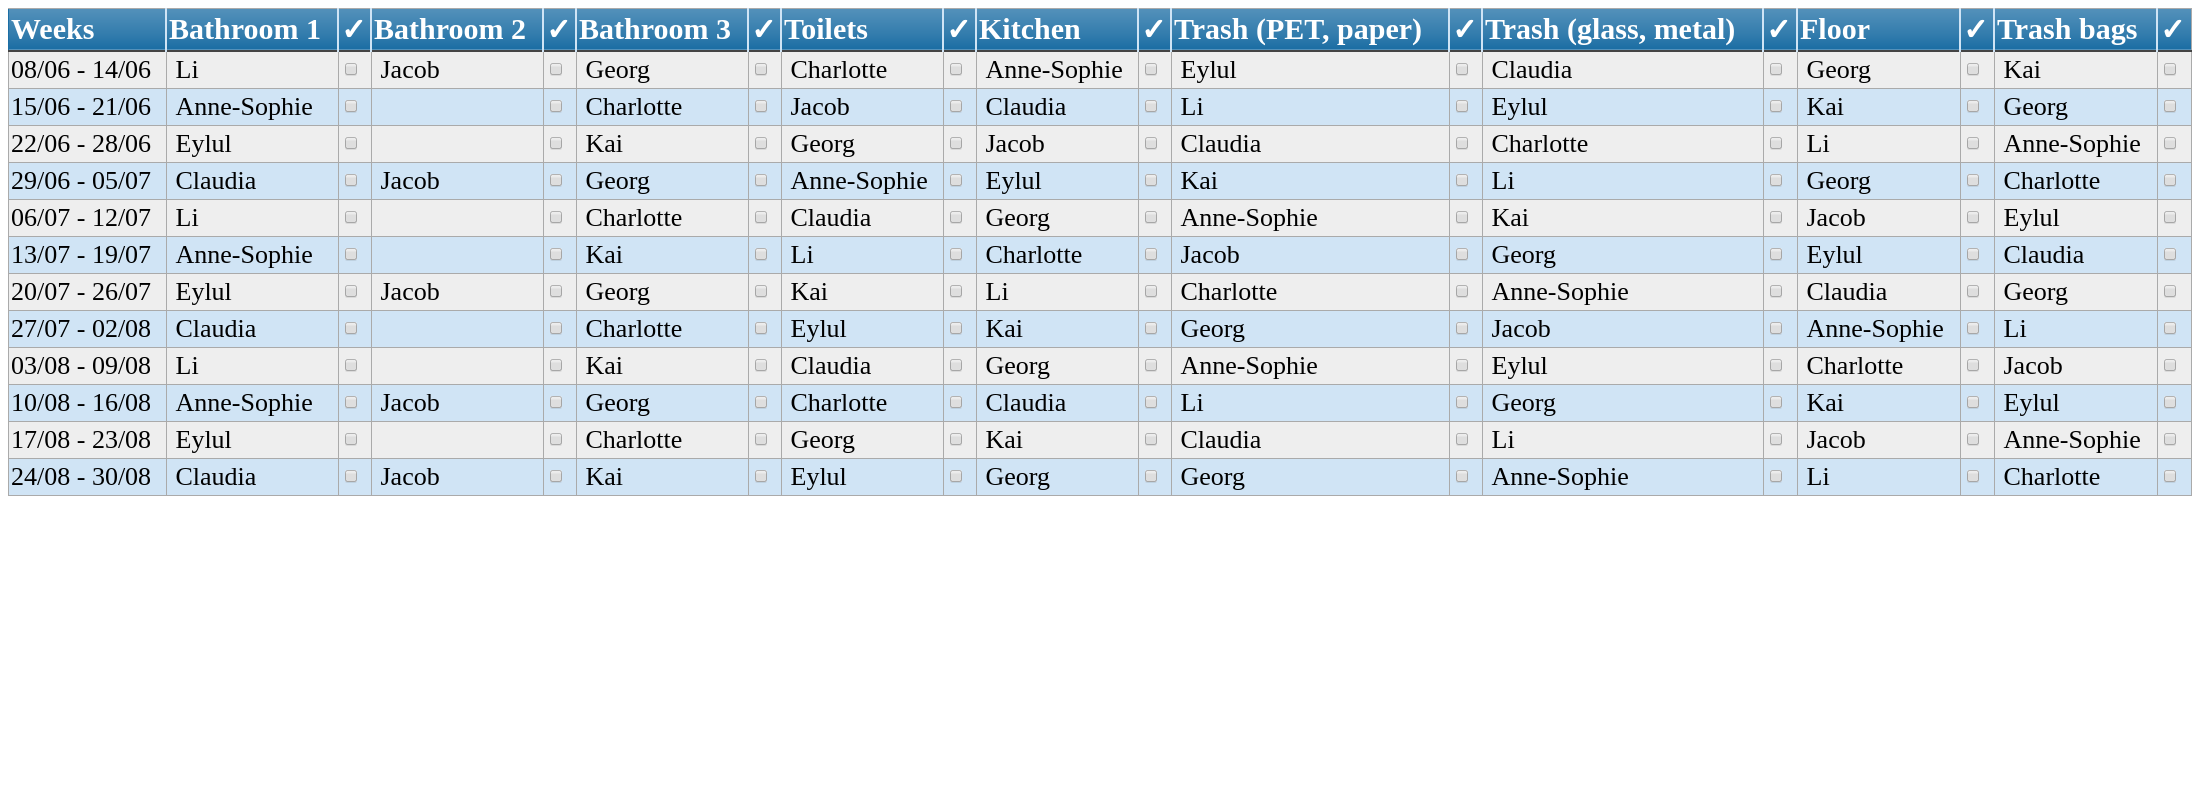 Weeks Bathroom 1 ✓ Bathroom 2 ✓ Bathroom 3 ✓ Toilets ✓ Kitchen ✓ Trash (PET, paper) ✓ Trash (glass, metal) ✓ Floor ✓ Trash bags ✓
08/06 - 14/06 Li Jacob Georg Charlotte Anne-Sophie Eylul Claudia Georg Kai
15/06 - 21/06 Anne-Sophie Charlotte Jacob Claudia Li Eylul Kai Georg
22/06 - 28/06 Eylul Kai Georg Jacob Claudia Charlotte Li Anne-Sophie
29/06 - 05/07 Claudia Jacob Georg Anne-Sophie Eylul Kai Li Georg Charlotte
06/07 - 12/07 Li Charlotte Claudia Georg Anne-Sophie Kai Jacob Eylul
13/07 - 19/07 Anne-Sophie Kai Li Charlotte Jacob Georg Eylul Claudia
20/07 - 26/07 Eylul Jacob Georg Kai Li Charlotte Anne-Sophie Claudia Georg
27/07 - 02/08 Claudia Charlotte Eylul Kai Georg Jacob Anne-Sophie Li
03/08 - 09/08 Li Kai Claudia Georg Anne-Sophie Eylul Charlotte Jacob
10/08 - 16/08 Anne-Sophie Jacob Georg Charlotte Claudia Li Georg Kai Eylul
17/08 - 23/08 Eylul Charlotte Georg Kai Claudia Li Jacob Anne-Sophie
24/08 - 30/08 Claudia Jacob Kai Eylul Georg Georg Anne-Sophie Li Charlotte